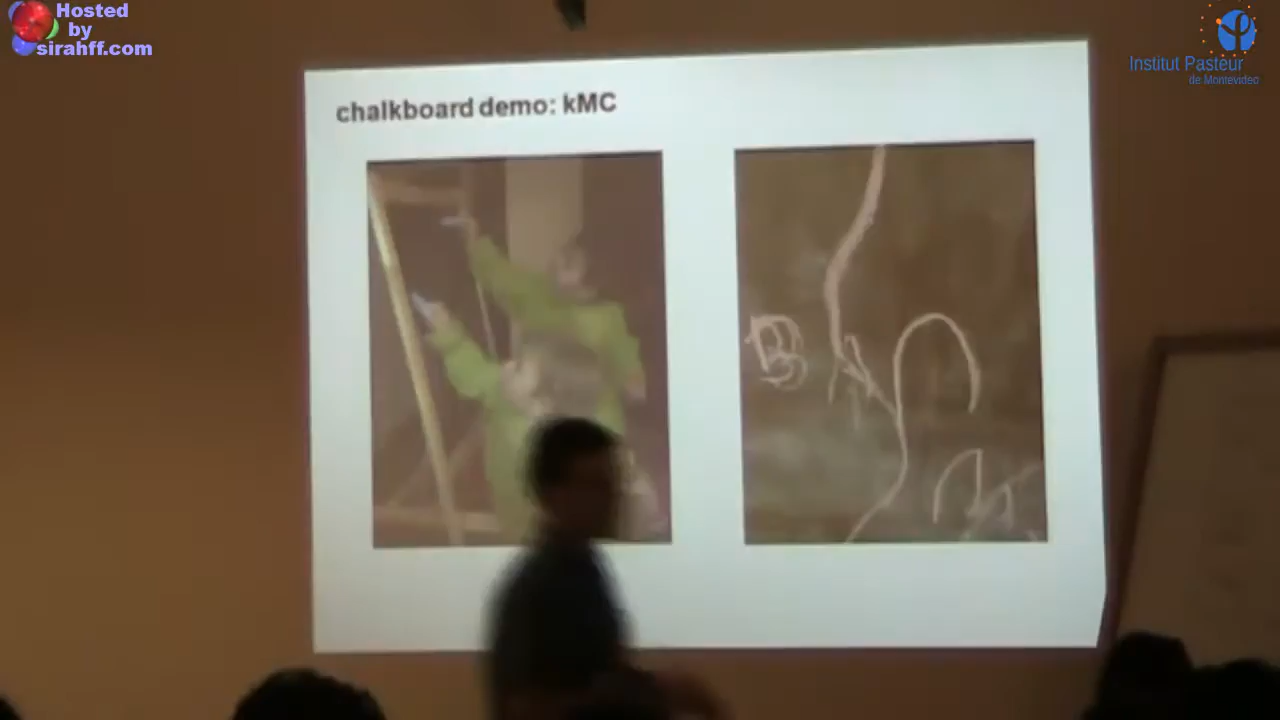 Hosted
by
sirahff.com
Institut Pasteur
de Montevideo
chalkboard demo: kMC
B